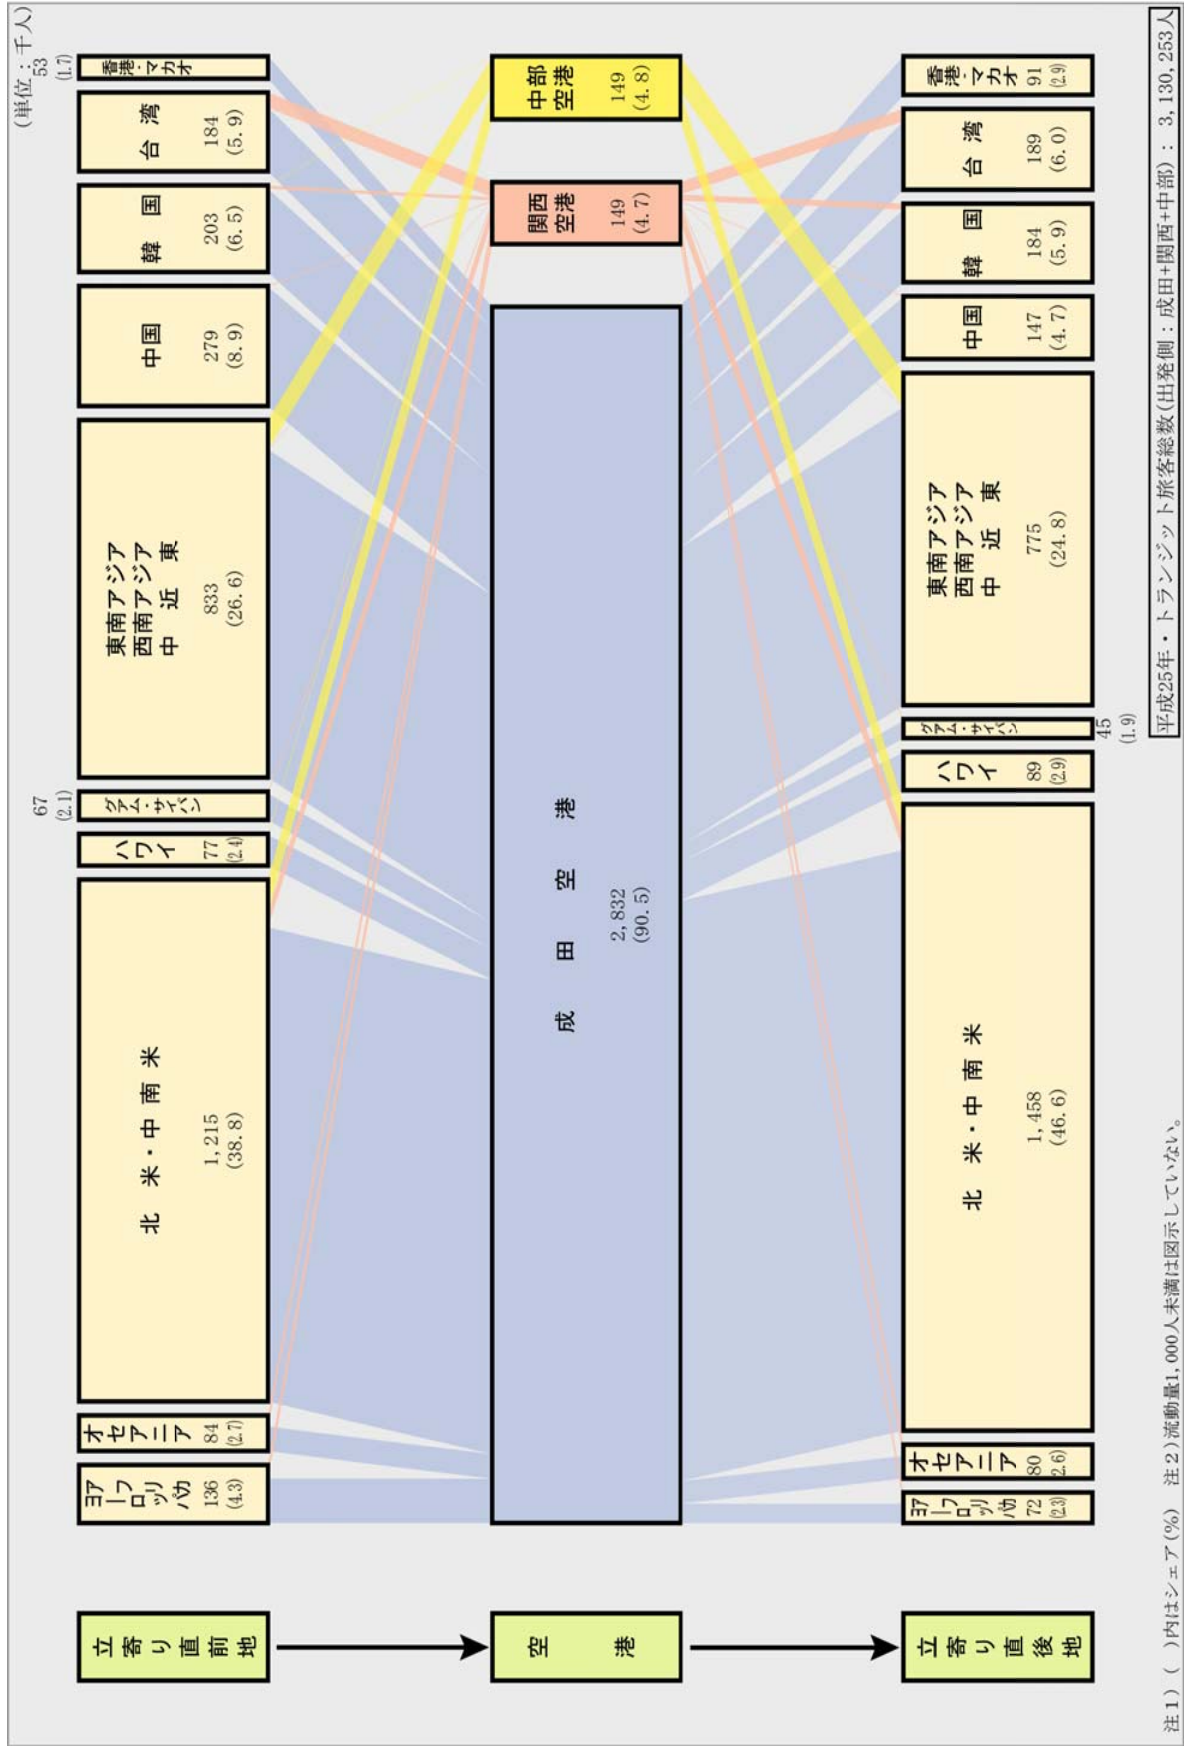 (単位：千人)
立寄り直前地
ヨーロッパ
アフリカ
136
(4.3)
オセアニア
84
(2.7)
北米・中南米
1,215
(38.8)
ハワイ
77
(2.4)
グアム・サイパン
67
(2.1)
東南アジア
西南アジア
中近東
833
(26.6)
中国
279
(8.9)
韓国
203
(6.5)
台湾
184
(5.9)
香港・マカオ
53
(1.7)
空港
成田空港
2,832
(90.5)
関西
空港
149
(4.7)
中部
空港
149
(4.8)
立寄り直後地
ヨーロッパ
アフリカ
72
(2.3)
オセアニア
80
(2.6)
北米・中南米
1,458
(46.6)
ハワイ
89
(2.9)
グアム・サイパン
45
(1.9)
東南アジア
西南アジア
中近東
775
(24.8)
中国
147
(4.7)
韓国
184
(5.9)
台湾
189
(6.0)
香港・マカオ
91
(2.9)
平成25年・トランジット旅客総数(出発側：成田+関西+中部)： 3,130,253人
注1）( )内はシェア(%) 注2)流動量1,000人未満は図示していない。